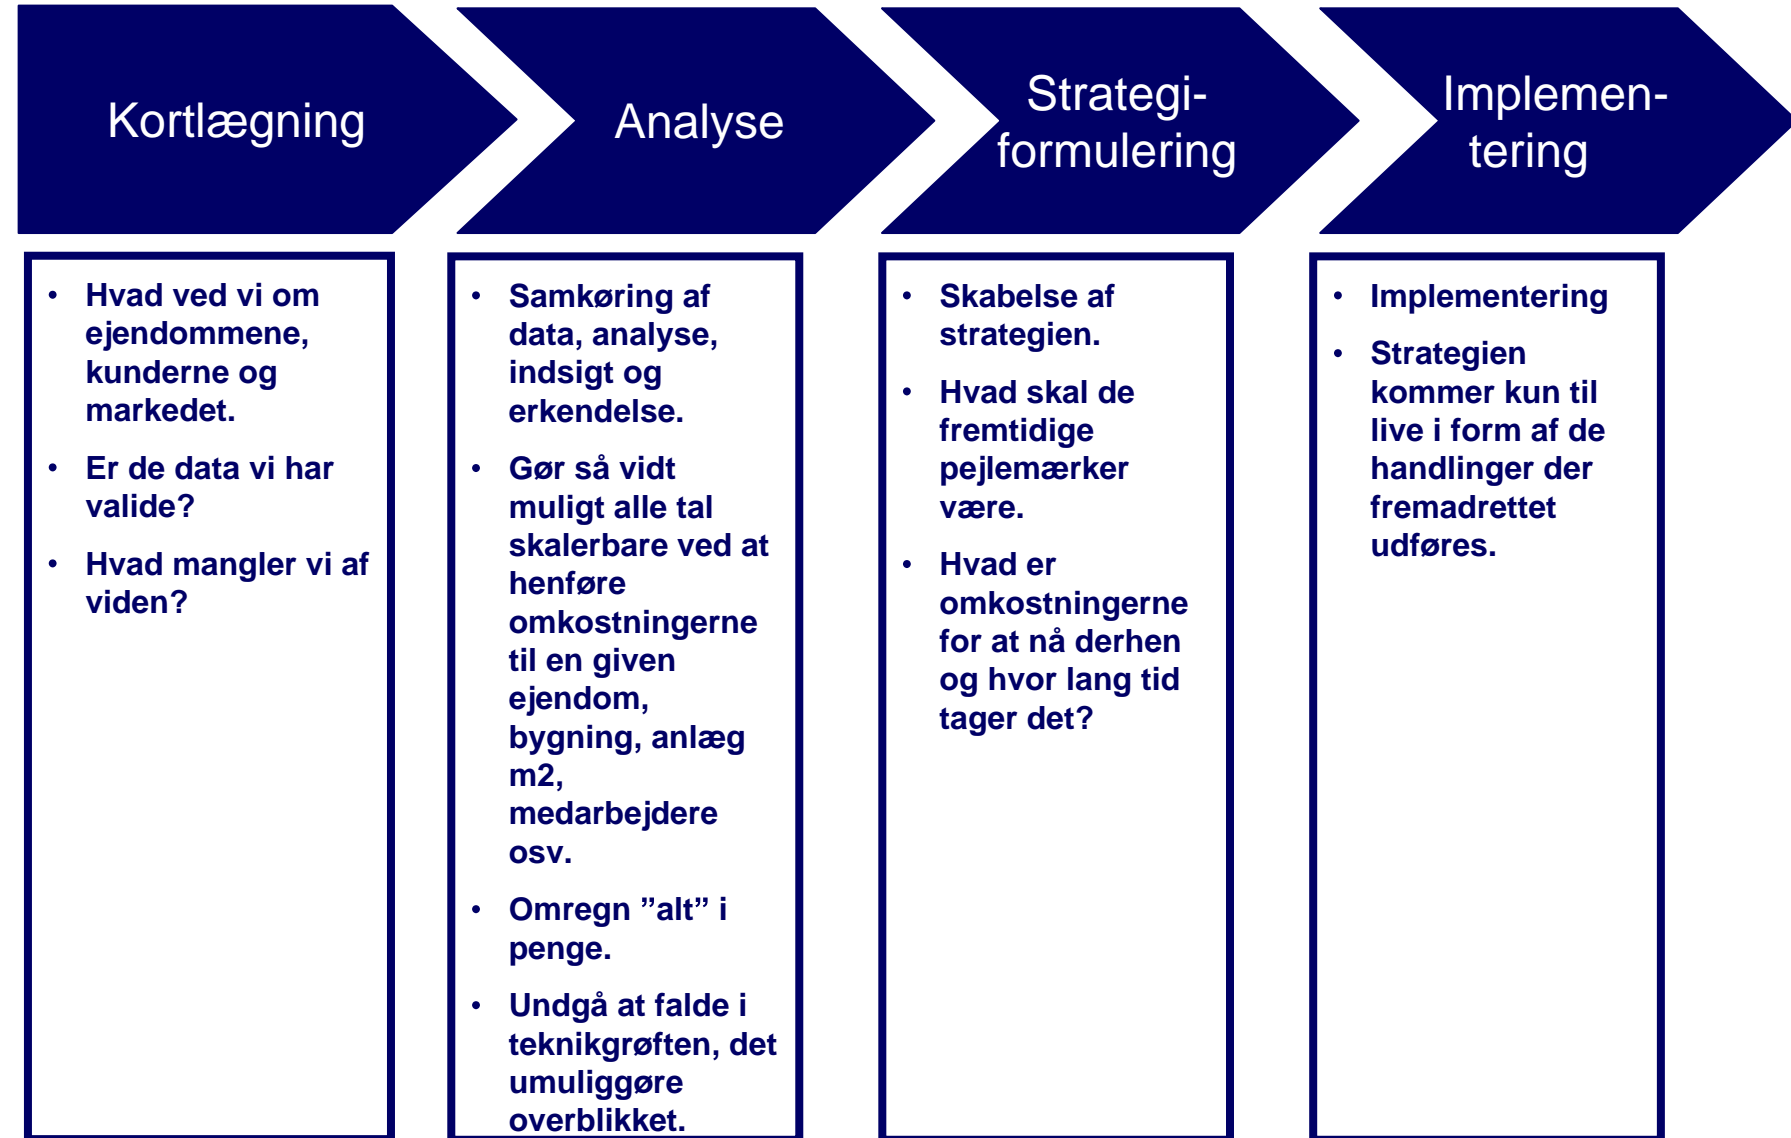 Kortlægning
Analyse
Strategi-
formulering
Implemen-
tering
• Hvad ved vi om
ejendommene,
kunderne og
markedet.
• Er de data vi har
valide?
• Hvad mangler vi af
viden?
• Samkøring af
data, analyse,
indsigt og
erkendelse.
• Gør så vidt
muligt alle tal
skalerbare ved at
henføre
omkostningerne
til en given
ejendom,
bygning, anlæg
m2,
medarbejdere
osv.
• Omregn ”alt” i
penge.
• Undgå at falde i
teknikgrøften, det
umuliggøre
overblikket.
• Skabelse af
strategien.
• Hvad skal de
fremtidige
pejlemærker
være.
• Hvad er
omkostningerne
for at nå derhen
og hvor lang tid
tager det?
• Implementering
• Strategien
kommer kun til
live i form af de
handlinger der
fremadrettet
udføres.